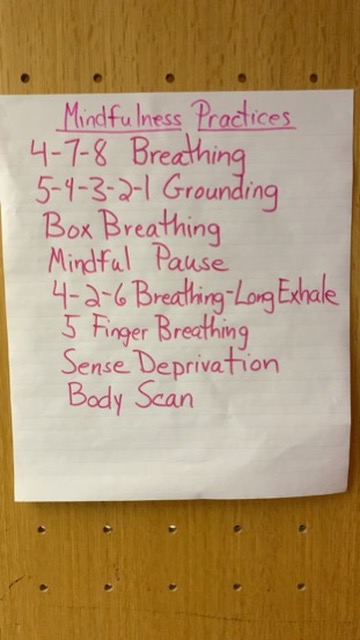 Mindfulness Practices
4-7-8 Breathing
5-4-3-2-1 Grounding
Box Breathing
Mindful Pause
4-2-6 Breathing-Long Exhale
5 Finger Breathing
Sense Deprivation
Body Scan